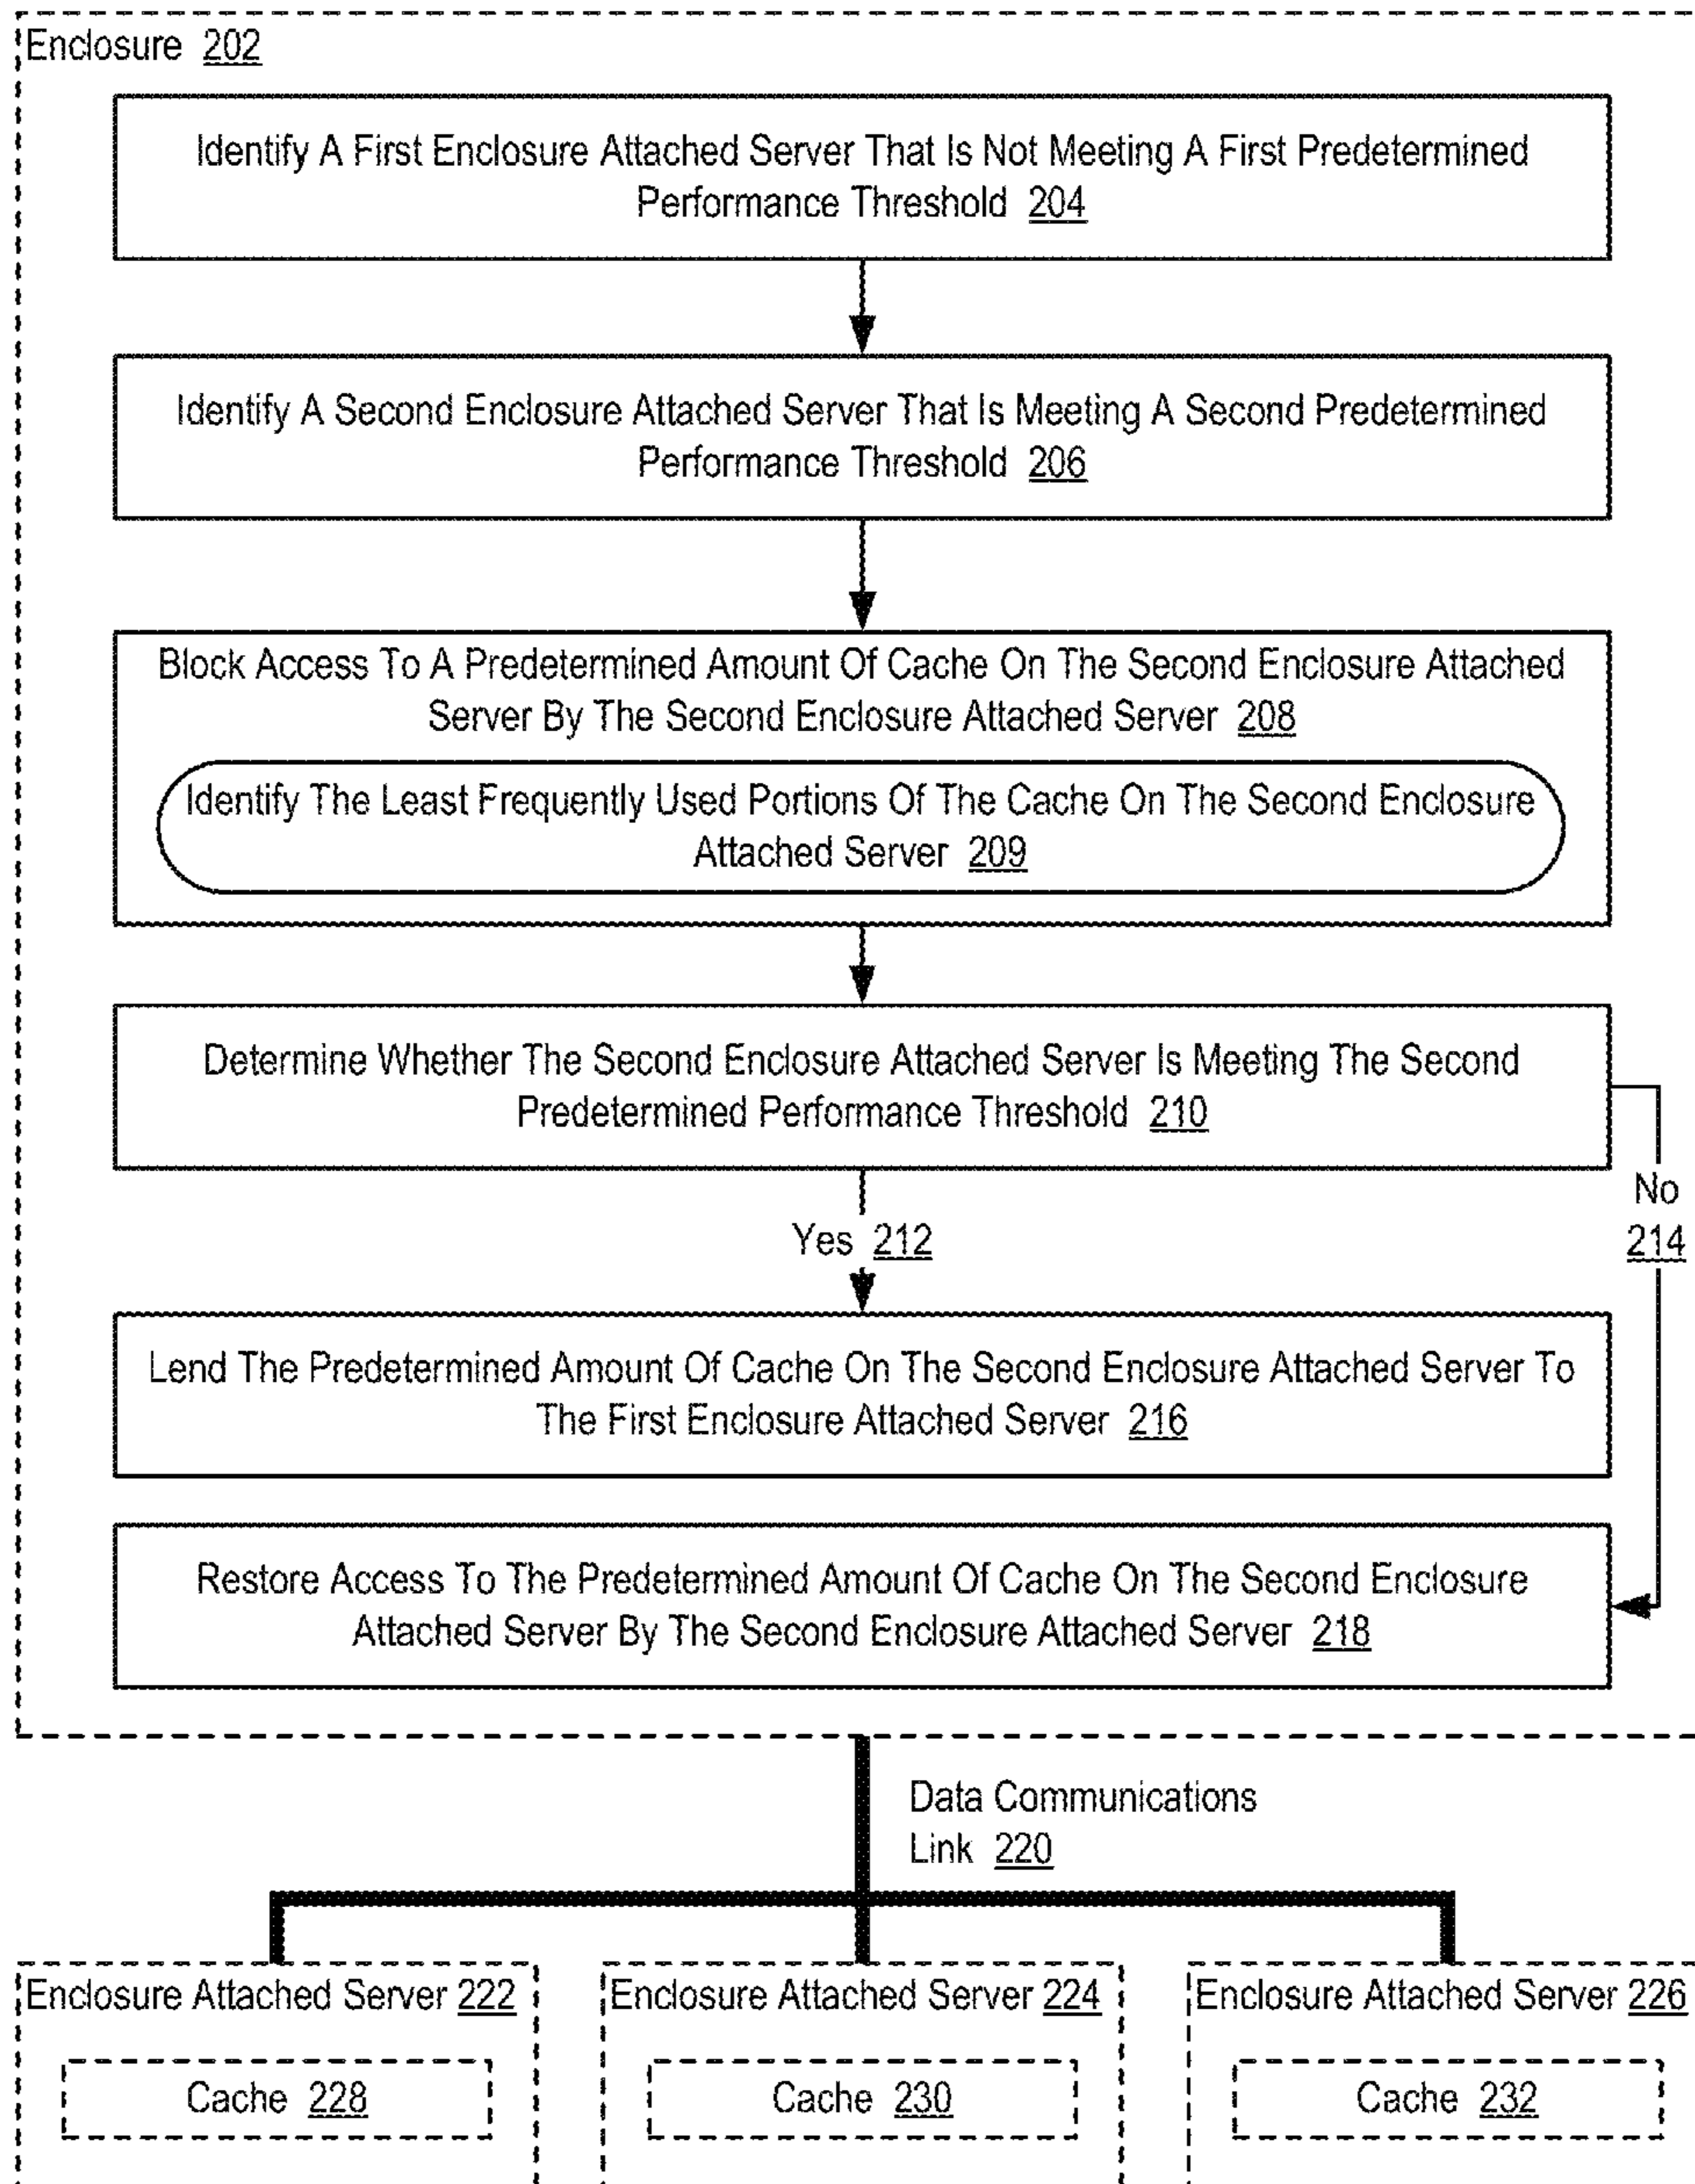 Enclosure 202
Identify A First Enclosure Attached Server That Is Not Meeting A First Predetermined
Performance Threshold 204
Identify A Second Enclosure Attached Server That Is Meeting A Second Predetermined
Performance Threshold 206
Block Access To A Predetermined Amount Of Cache On The Second Enclosure Attached
Server By The Second Enclosure Attached Server 208
Identify The Least Frequently Used Portions Of The Cache On The Second Enclosure
Attached Server 209
Determine Whether The Second Enclosure Attached Server Is Meeting The Second
Predetermined Performance Threshold 210
No
214
Yes 212
Lend The Predetermined Amount Of Cache On The Second Enclosure Attached Server To
The First Enclosure Attached Server 216
Restore Access To The Predetermined Amount Of Cache On The Second Enclosure
Attached Server By The Second Enclosure Attached Server 218
Data Communications
Link 220
Enclosure Attached Server 222
Cache 228
Enclosure Attached Server 224
Cache 230
Enclosure Attached Server 226
Cache 232